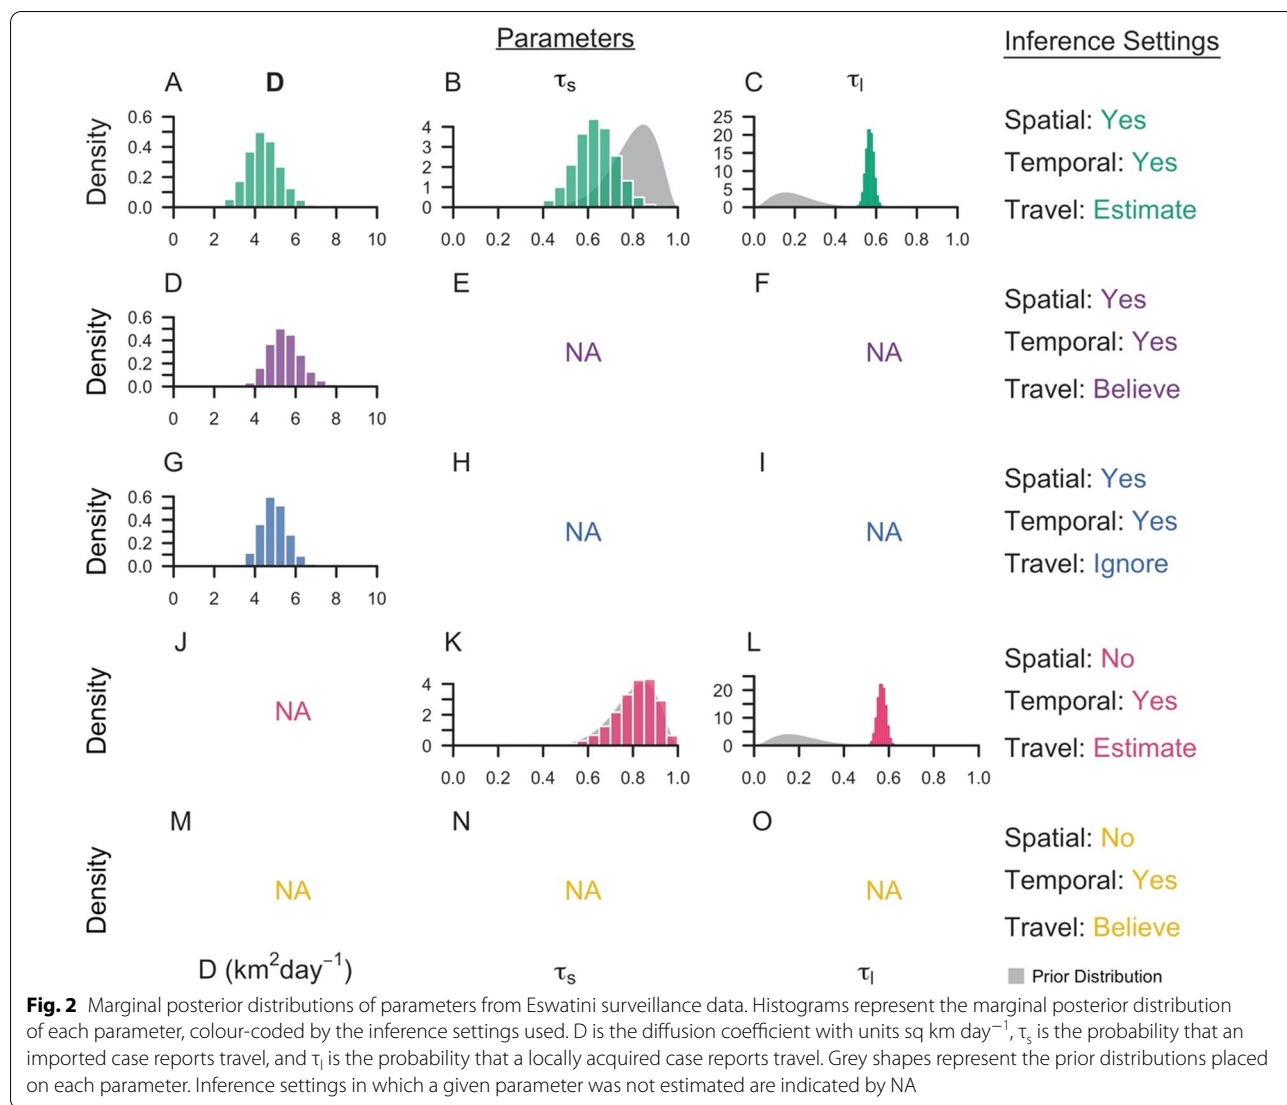 Parameters
Inference Settings
A D B τs C τl
Density
0.6
0.4
0.2
0.0
0 2 4 6 8 10
4
3
2
1
0
0.0 0.2 0.4 0.6 0.8 1.0
25
20
15
10
5
0
0.0 0.2 0.4 0.6 0.8 1.0
Spatial: Yes
Temporal: Yes
Travel: Estimate
D E F
Density
0.6
0.4
0.2
0.0
0 2 4 6 8 10
NA
NA
Spatial: Yes
Temporal: Yes
Travel: Believe
G H I
Density
0.6
0.4
0.2
0.0
0 2 4 6 8 10
NA
NA
Spatial: Yes
Temporal: Yes
Travel: Ignore
J K L
Density
NA
4
2
0
0.0 0.2 0.4 0.6 0.8 1.0
20
10
0
0.0 0.2 0.4 0.6 0.8 1.0
Spatial: No
Temporal: Yes
Travel: Estimate
M N O
Density
NA
NA
NA
Spatial: No
Temporal: Yes
Travel: Believe
D (km²day⁻¹) τs τl
Prior Distribution
Fig. 2 Marginal posterior distributions of parameters from Eswatini surveillance data. Histograms represent the marginal posterior distribution
of each parameter, colour-coded by the inference settings used. D is the diffusion coefficient with units sq km day⁻¹, τs is the probability that an
imported case reports travel, and τl is the probability that a locally acquired case reports travel. Grey shapes represent the prior distributions placed
on each parameter. Inference settings in which a given parameter was not estimated are indicated by NA